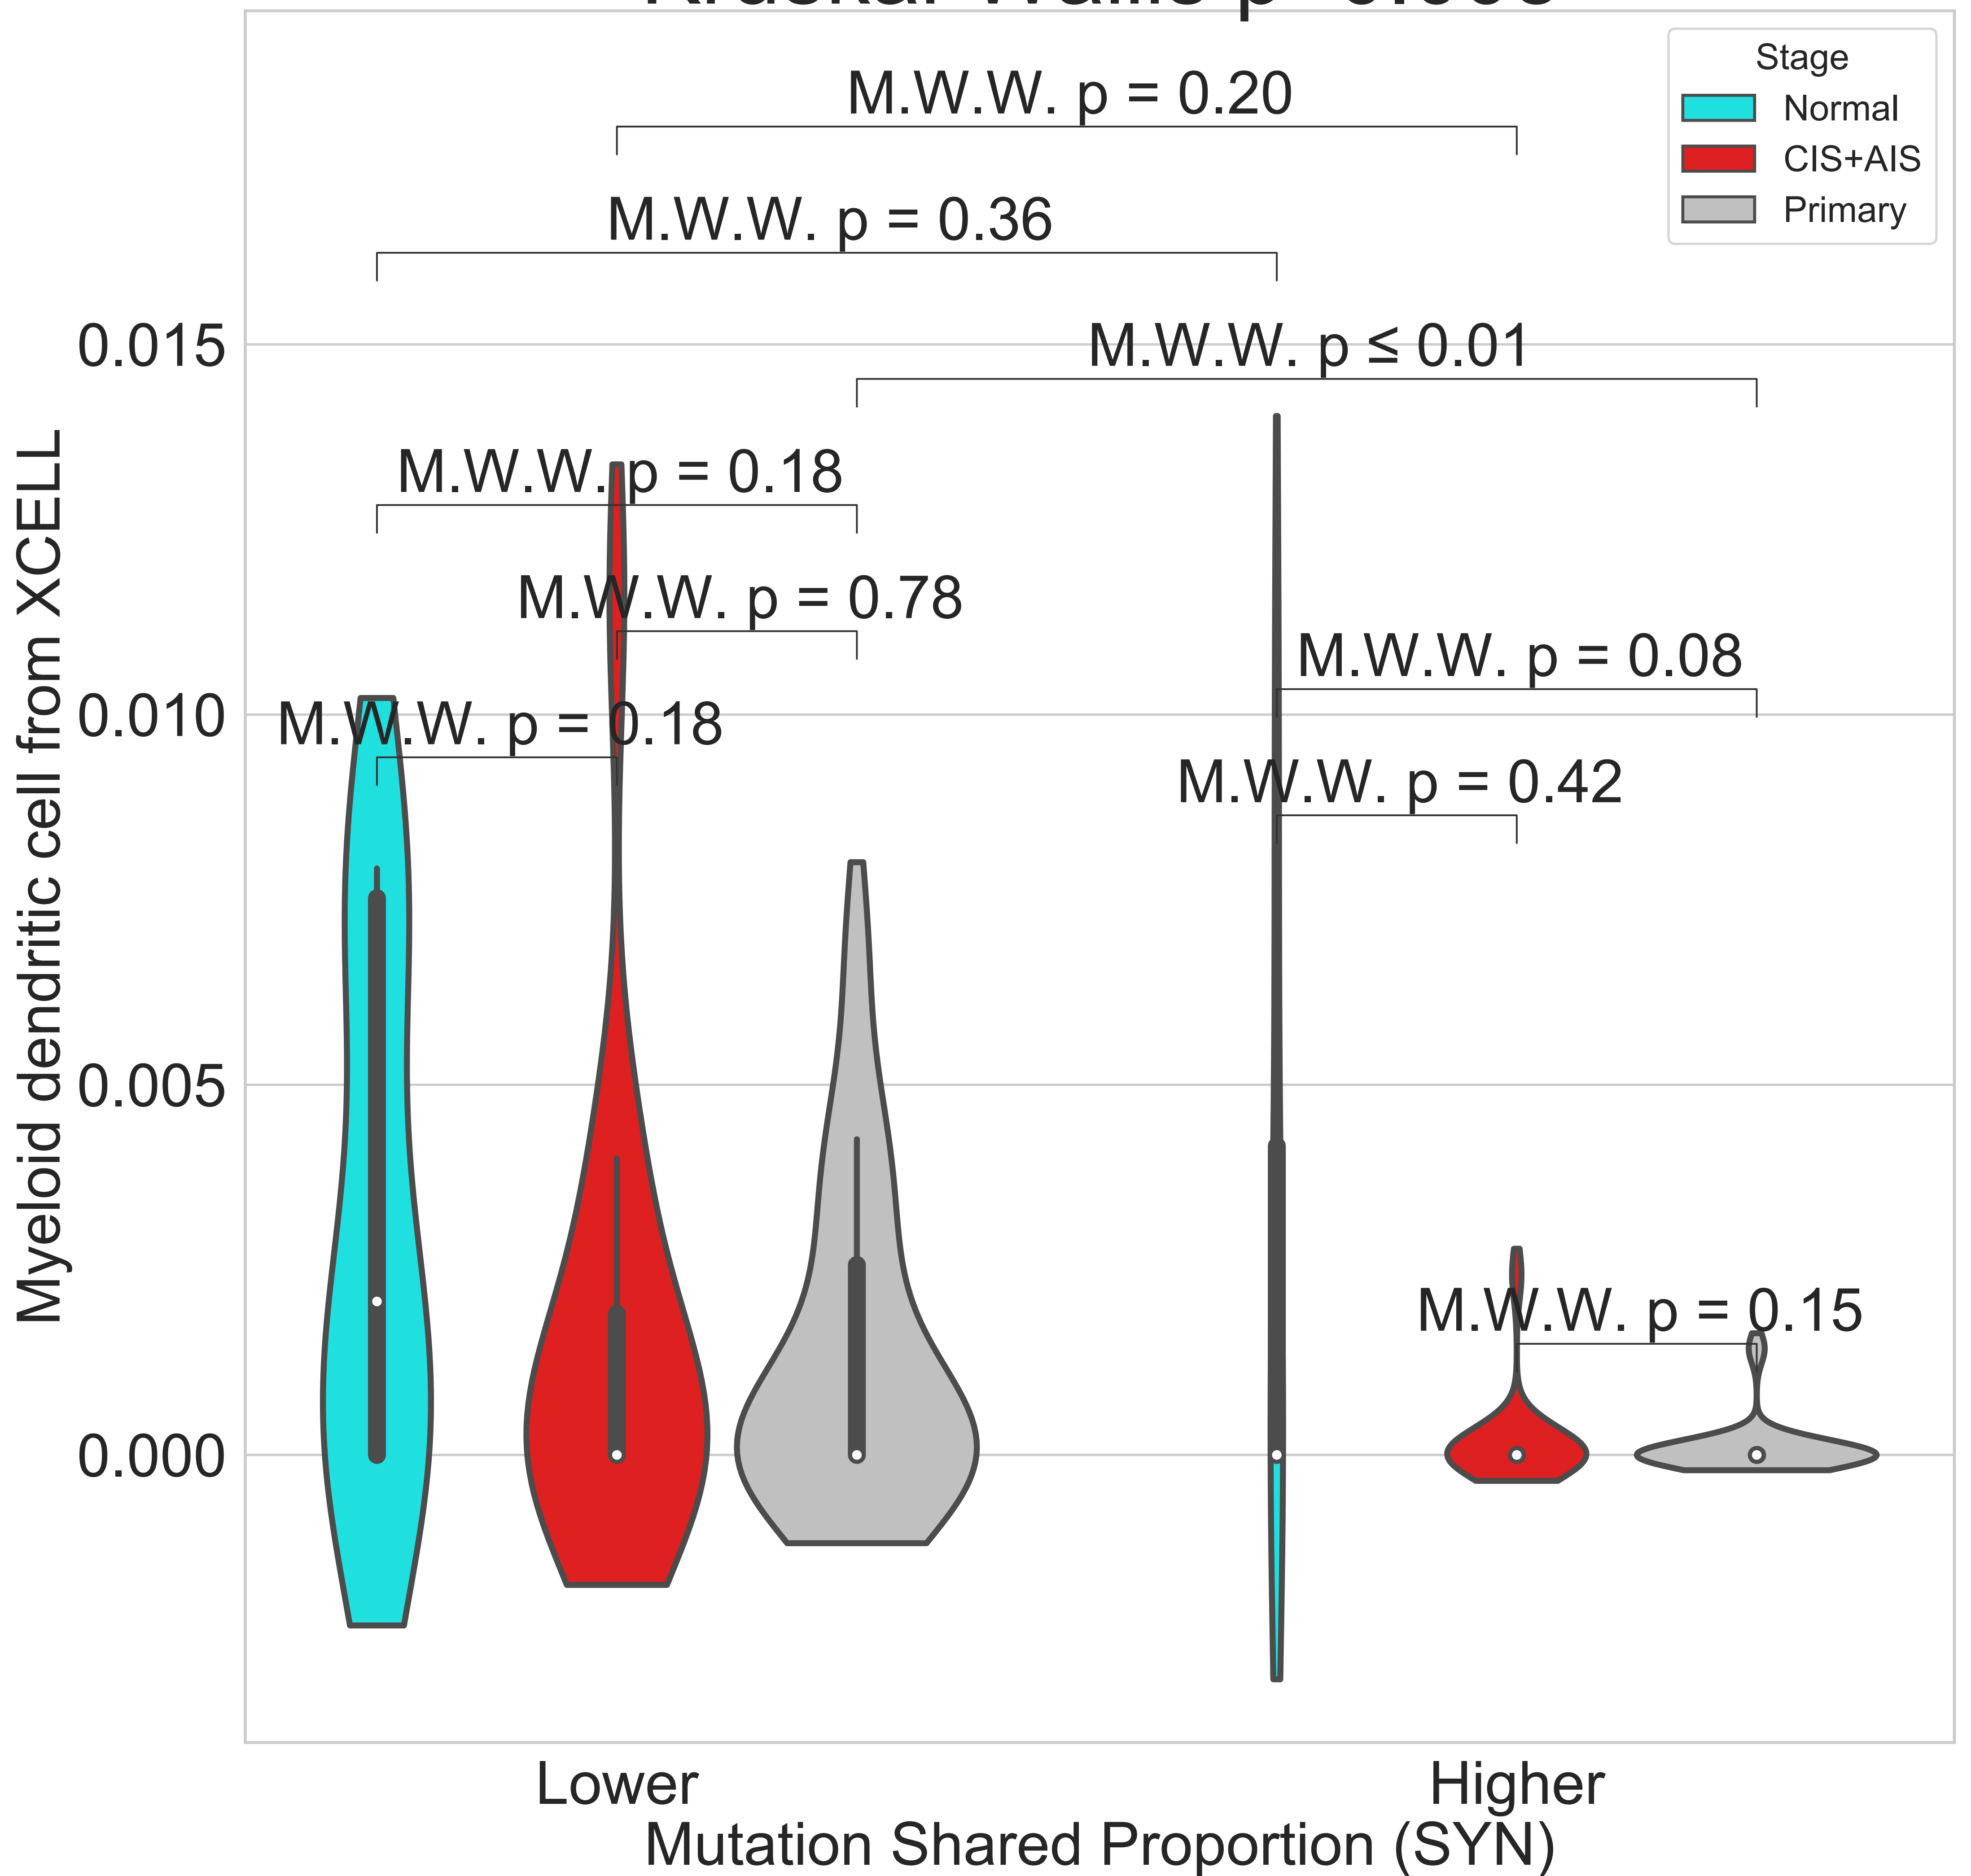 Stage
Normal
CIS+AIS
Primary
M.W.W. p = 0.20
M.W.W. p = 0.36
M.W.W. p ≤ 0.01
M.W.W. p = 0.18
M.W.W. p = 0.78
M.W.W. p = 0.08
M.W.W. p = 0.18
M.W.W. p = 0.42
M.W.W. p = 0.15
0.015
0.010
0.005
0.000
Myeloid dendritic cell from XCELL
Lower
Higher
Mutation Shared Proportion (SYN)